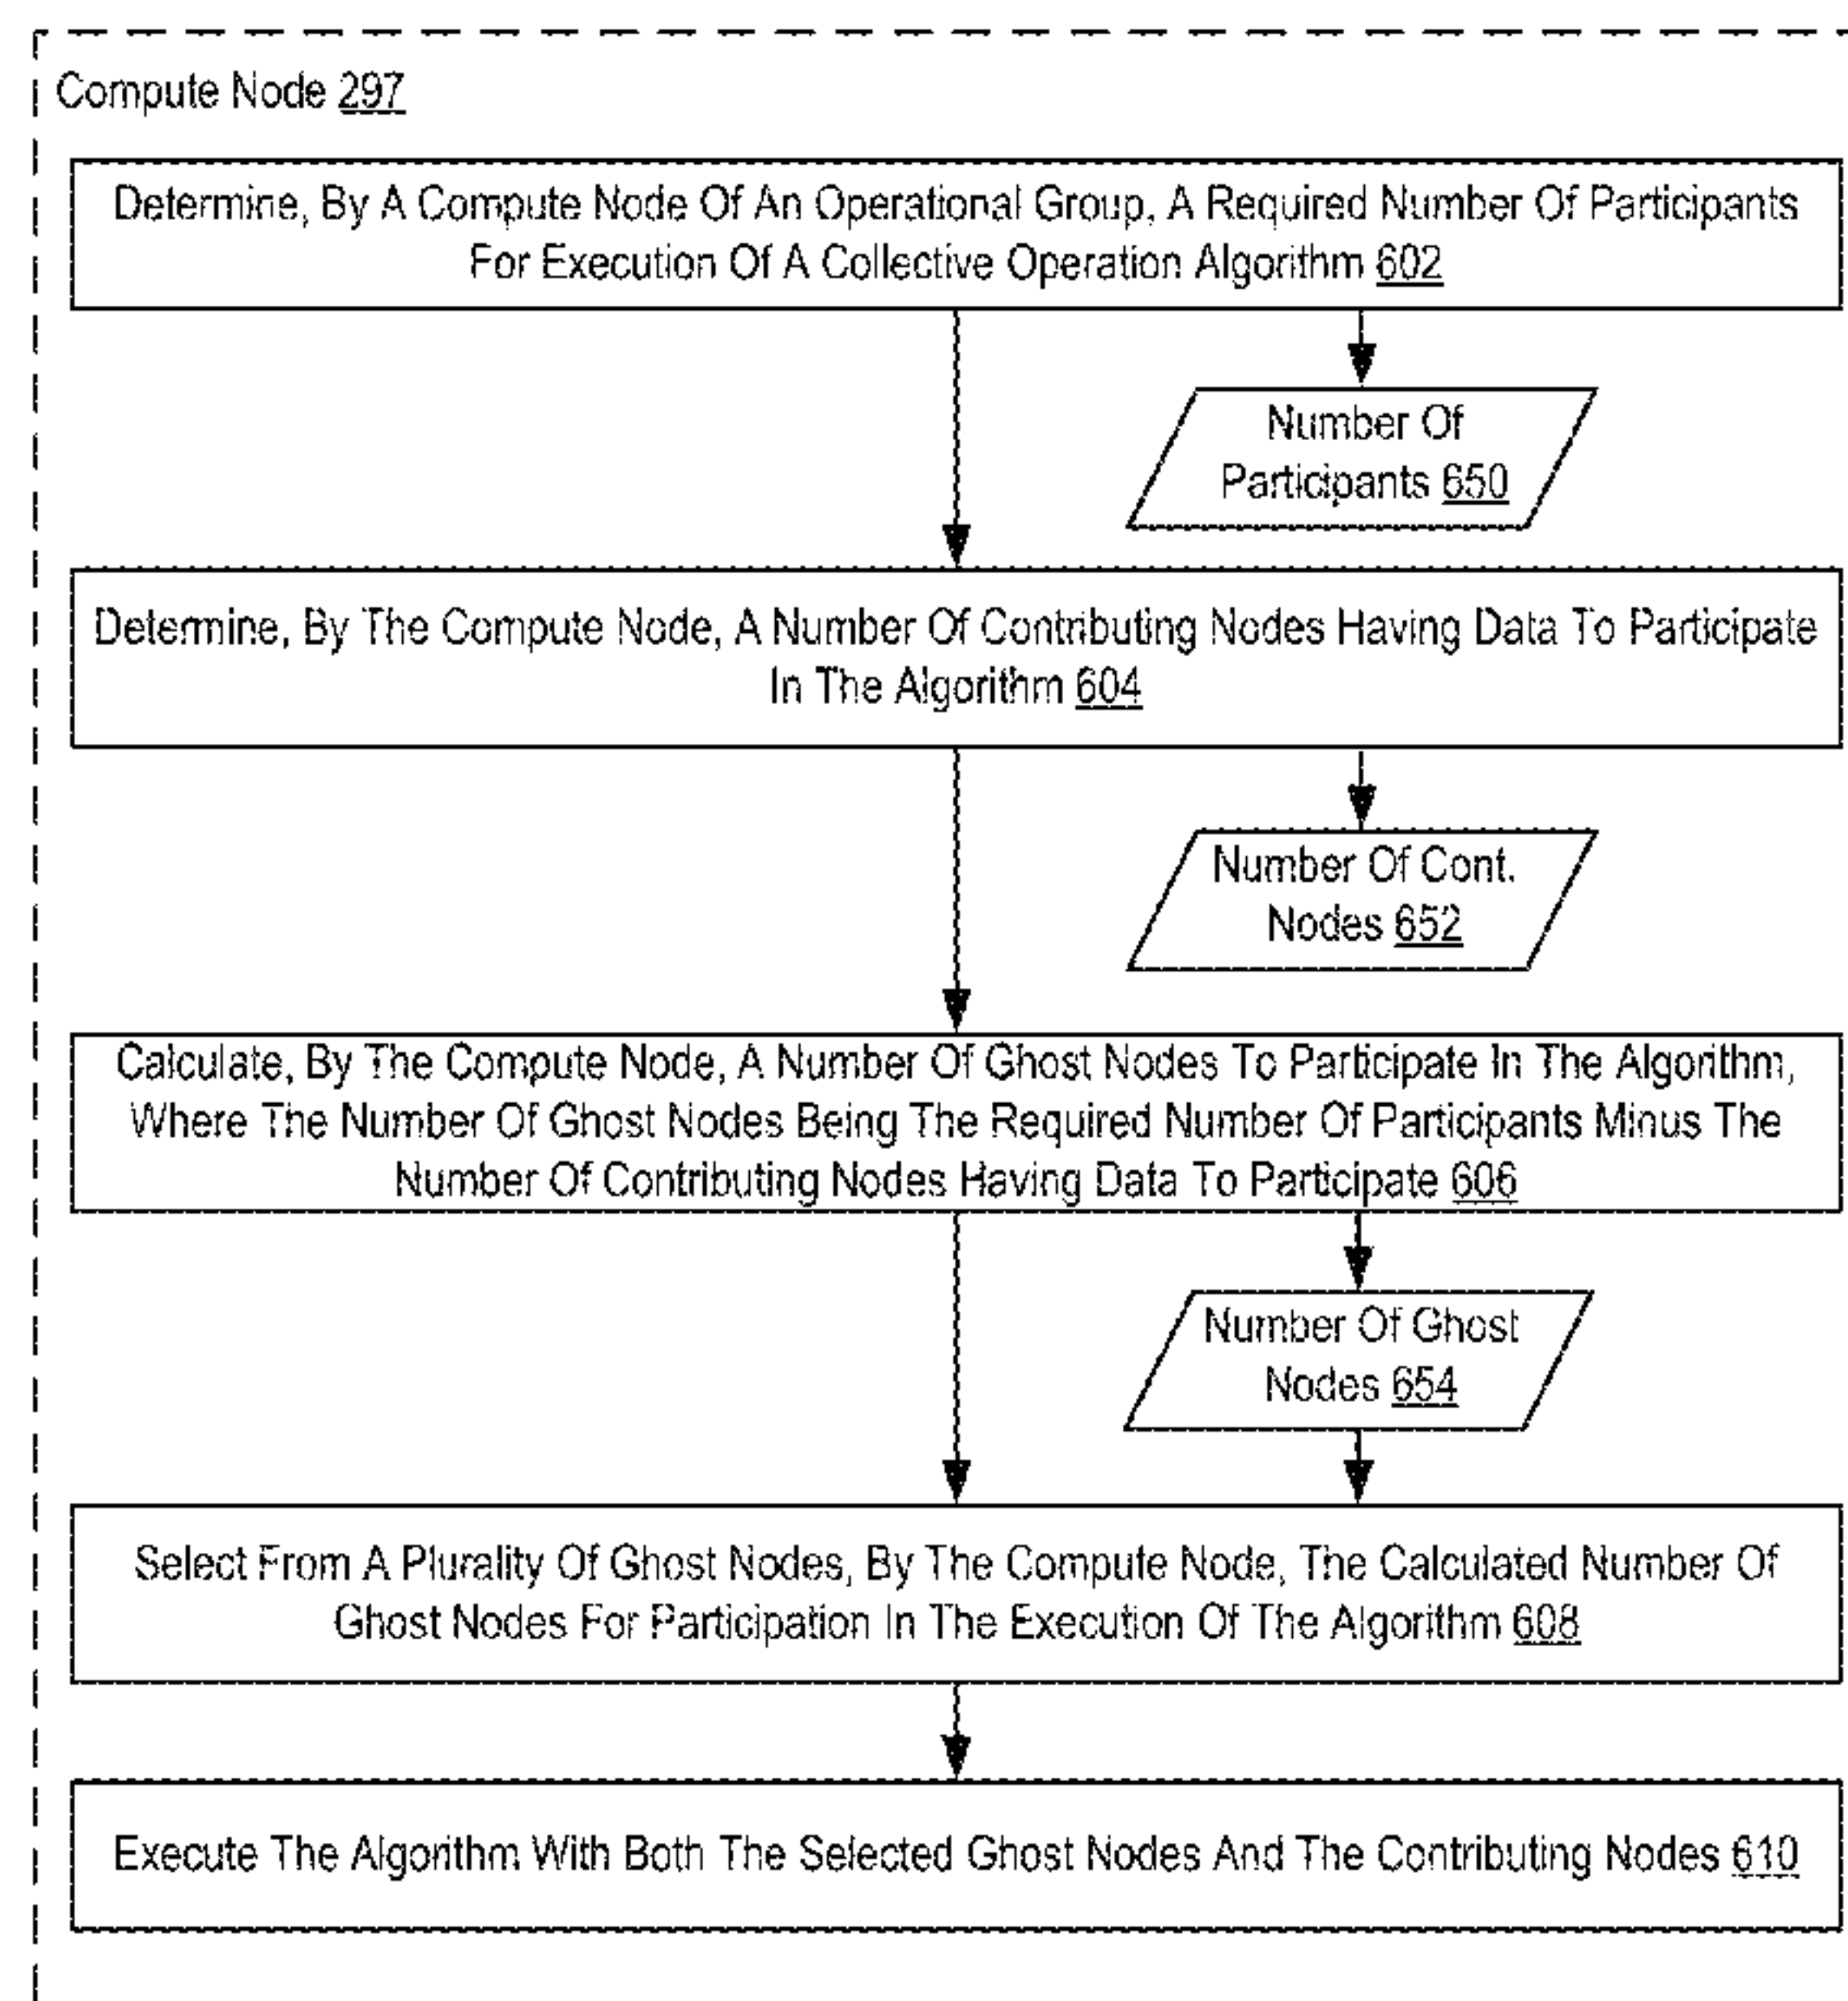 Compute Node 297
Determine, By A Compute Node Of An Operational Group, A Required Number Of Participants
For Execution Of A Collective Operation Algorithm 602
Number Of
Participants 650
Determine, By The Compute Node, A Number Of Contributing Nodes Having Data To Participate
In The Algorithm 604
Number Of Cont.
Nodes 652
Calculate, By The Compute Node, A Number Of Ghost Nodes To Participate In The Algorithm,
Where The Number Of Ghost Nodes Being The Required Number Of Participants Minus The
Number Of Contributing Nodes Having Data To Participate 606
Number Of Ghost
Nodes 654
Select From A Plurality Of Ghost Nodes, By The Compute Node, The Calculated Number Of
Ghost Nodes For Participation In The Execution Of The Algorithm 608
Execute The Algorithm With Both The Selected Ghost Nodes And The Contributing Nodes 610